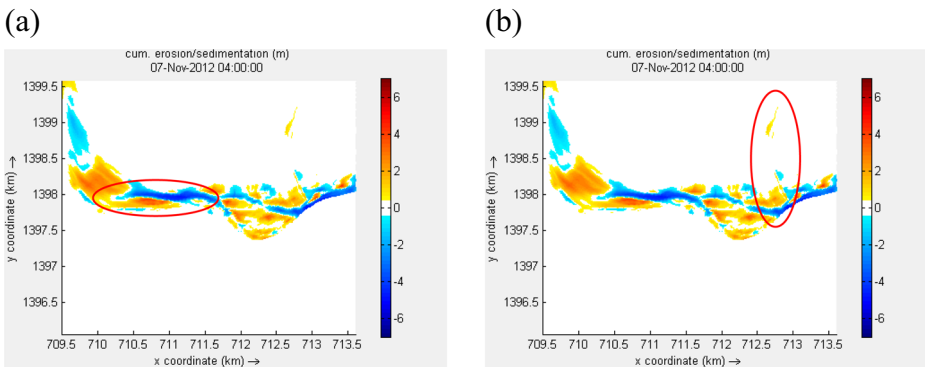 (a)
cum. erosion/sedimentation (m)
07-Nov-2012 04:00:00
1399.5
1399
1398.5
1398
1397.5
1397
1396.5
y coordinate (km) →
709.5 710 710.5 711 711.5 712 712.5 713 713.5
x coordinate (km) →
6
4
2
0
-2
-4
-6
(b)
cum. erosion/sedimentation (m)
07-Nov-2012 04:00:00
1399.5
1399
1398.5
1398
1397.5
1397
1396.5
y coordinate (km) →
709.5 710 710.5 711 711.5 712 712.5 713 713.5
x coordinate (km) →
6
4
2
0
-2
-4
-6